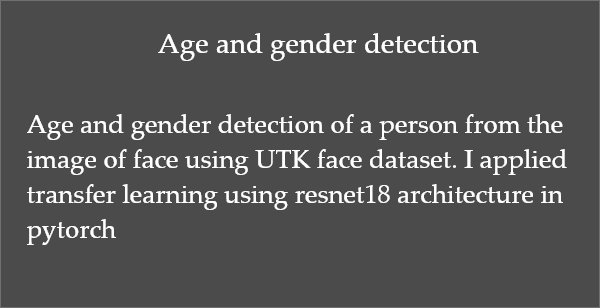 Age and gender detection
Age and gender detection of a person from the
image of face using UTK face dataset. I applied
transfer learning using resnet18 architecture in
pytorch